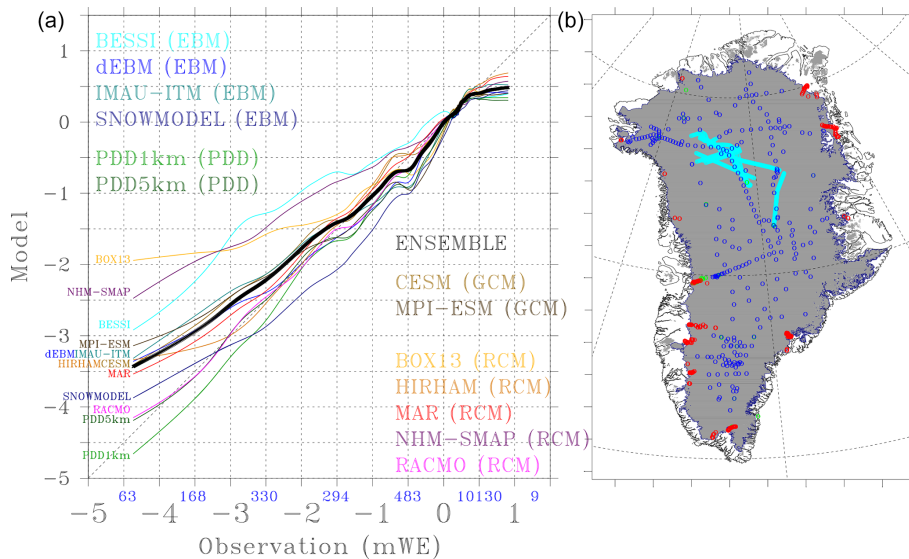 (a)
(b)
1
0
−1
−2
−3
−4
−5
Model
BESSI (EBM)
dEBM (EBM)
IMAU-ITM (EBM)
SNOWMODEL (EBM)
PDD1km (PDD)
PDD5km (PDD)
ENSEMBLE
CESM (GCM)
MPI-ESM (GCM)
BOX13 (RCM)
HIRHAM (RCM)
MAR (RCM)
NHM-SMAP (RCM)
RACMO (RCM)
BOX13
NHM-SMAP
BESSI
MPI-ESM
dEBMIMAU-ITM
HIRHAMCESM
MAR
SNOWMODEL
RACMO
PDD5km
PDD1km
63 168 330 294 483 10130 9
−5 −4 −3 −2 −1 0 1
Observation (mWE)